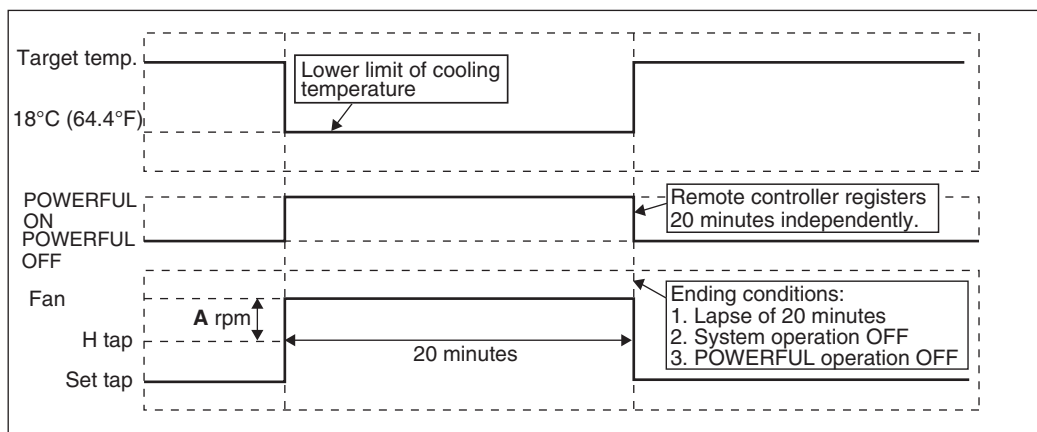 Target temp.
Lower limit of cooling
temperature
18°C (64.4°F)
POWERFUL
ON
POWERFUL
OFF
Remote controller registers
20 minutes independently.
Fan
A rpm
H tap
Set tap
20 minutes
Ending conditions:
1. Lapse of 20 minutes
2. System operation OFF
3. POWERFUL operation OFF